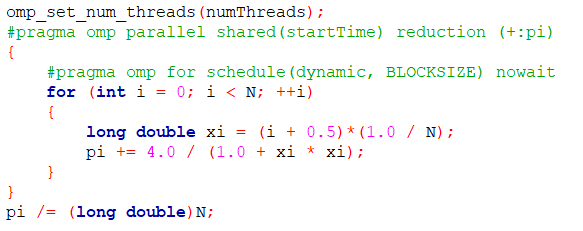 omp_set_num_threads(numThreads);
#pragma omp parallel shared(startTime) reduction (+:pi)
{
    #pragma omp for schedule(dynamic, BLOCKSIZE) nowait
    for (int i = 0; i < N; ++i)
    {
        long double xi = (i + 0.5)*(1.0 / N);
        pi += 4.0 / (1.0 + xi * xi);
    }
}
pi /= (long double)N;